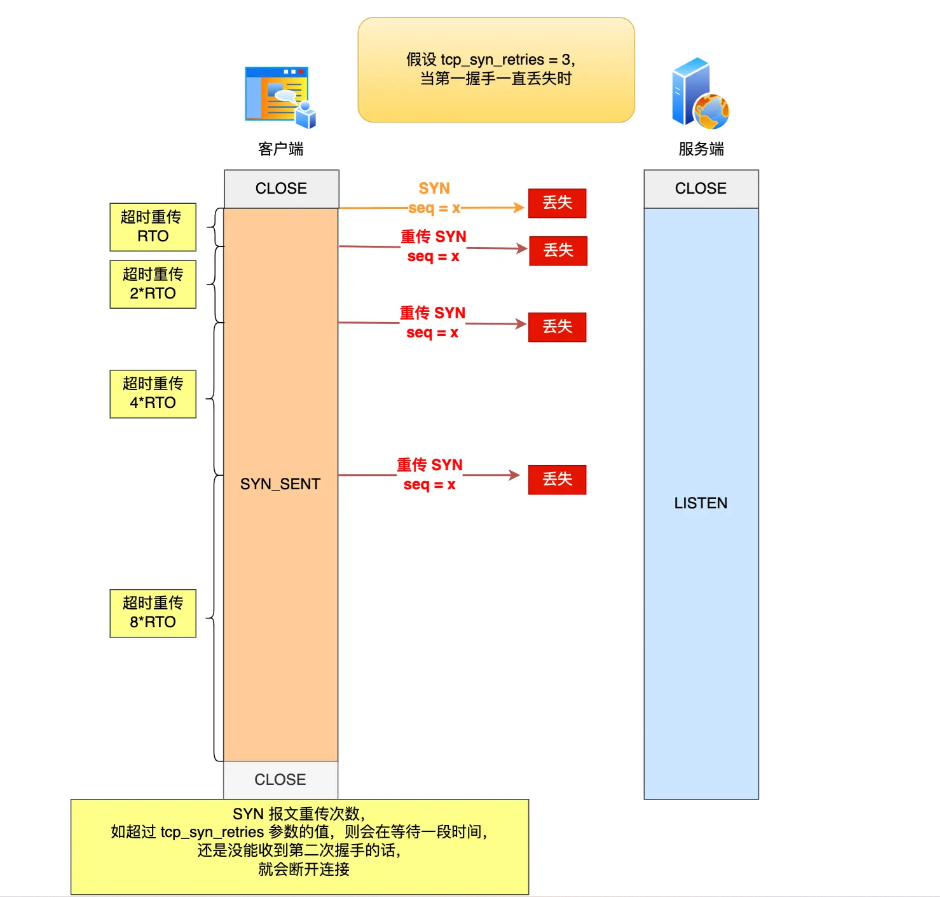 假设 tcp_syn_retries = 3，
当第一握手一直丢失时
客户端
服务端
CLOSE
CLOSE
SYN
seq = x
丢失
超时重传
RTO
重传 SYN
seq = x
丢失
超时重传
2*RTO
重传 SYN
seq = x
丢失
超时重传
4*RTO
重传 SYN
seq = x
丢失
SYN_SENT
LISTEN
超时重传
8*RTO
CLOSE
SYN 报文重传次数，
如超过 tcp_syn_retries 参数的值，则会在等待一段时间，
还是没能收到第二次握手的话，
就会断开连接